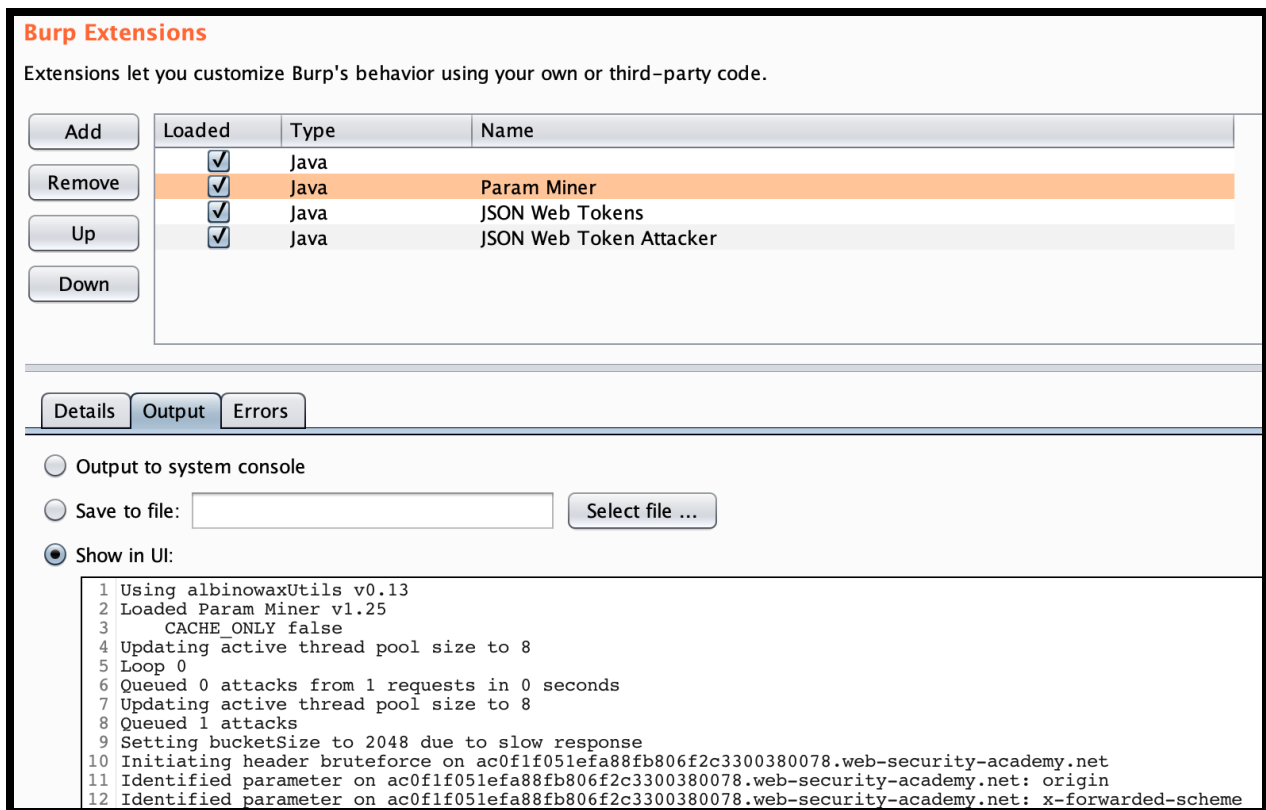 Burp Extensions
Extensions let you customize Burp's behavior using your own or third-party code.
Add
Remove
Up
Down
Loaded Type Name
Java
Java Param Miner
Java JSON Web Tokens
Java JSON Web Token Attacker
Details Output Errors
Output to system console
Save to file: Select file ...
Show in UI:
1 Using albinowaxUtils v0.13
2 Loaded Param Miner v1.25
3 CACHE_ONLY false
4 Updating active thread pool size to 8
5 Loop 0
6 Queued 0 attacks from 1 requests in 0 seconds
7 Updating active thread pool size to 8
8 Queued 1 attacks
9 Setting bucketSize to 2048 due to slow response
10 Initiating header bruteforce on ac0f1f051efa88fb806f2c3300380078.web-security-academy.net
11 Identified parameter on ac0f1f051efa88fb806f2c3300380078.web-security-academy.net: origin
12 Identified parameter on ac0f1f051efa88fb806f2c3300380078.web-security-academy.net: x-forwarded-scheme